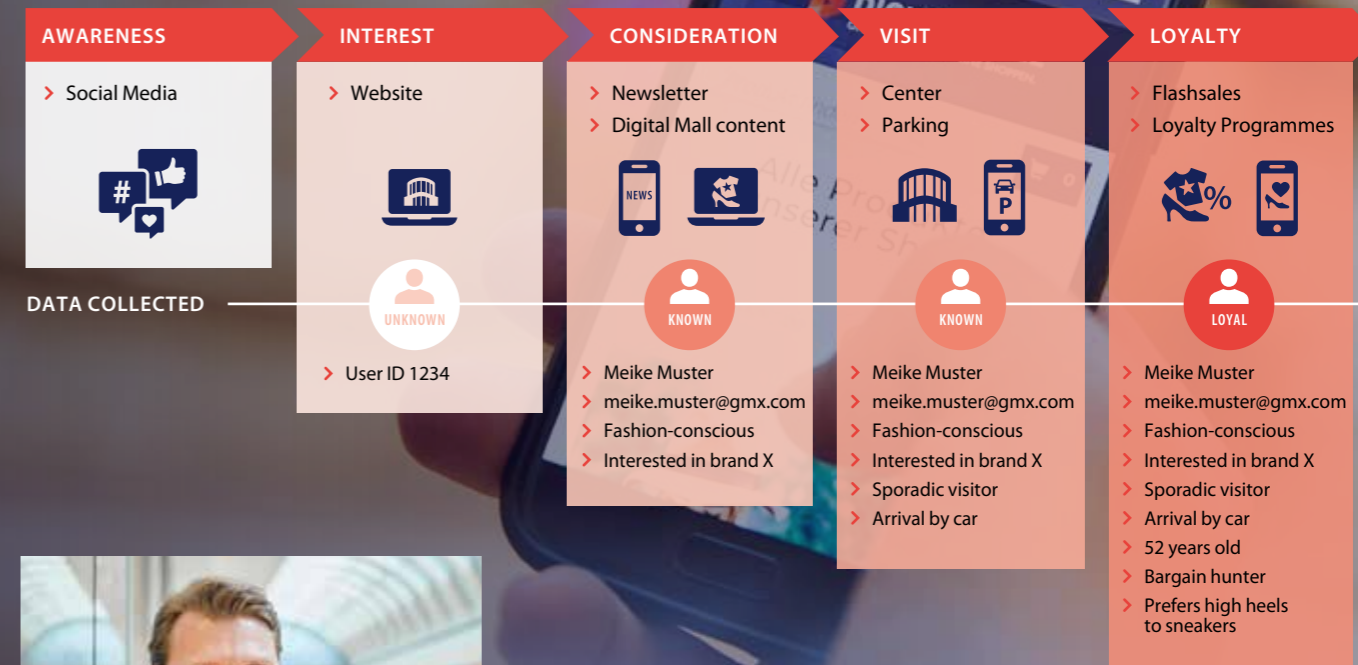 AWARENESS
INTEREST
CONSIDERATION
VISIT
LOYALTY
Social Media
#
Website
Newsletter
Digital Mall content
NEWS
Center
Parking
P
Flashsales
Loyalty Programmes
%
Alle Pro
nserer Sh
DATA COLLECTED
UNKNOWN
User ID 1234
KNOWN
Meike Muster
meike.muster@gmx.com
Fashion-conscious
Interested in brand X
KNOWN
Meike Muster
meike.muster@gmx.com
Fashion-conscious
Interested in brand X
Sporadic visitor
Arrival by car
LOYAL
Meike Muster
meike.muster@gmx.com
Fashion-conscious
Interested in brand X
Sporadic visitor
Arrival by car
52 years old
Bargain hunter
Prefers high heels
to sneakers